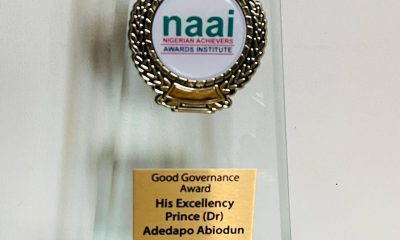 naai
NIGERIAN ACHIEVERS
AWARDS INSTITUTE
Good Governance
Award
His Excellency
Prince (Dr)
Adedapo Abiodun